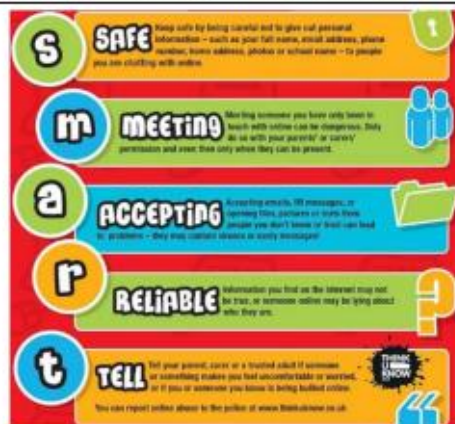 s
SAFE Keep safe by being careful not to give out personal
information – such as your full name, email address, phone
number, home address, photos or school name – to people
you are chatting with online.
m
MEETING Meeting someone you have only been in
touch with online can be dangerous. Only
do so with your parents' or carers'
permission and even then only when they can be present.
a
ACCEPTING Accepting emails, IM messages, or
opening files, pictures or texts from
people you don't know or trust can lead
to problems – they may contain viruses or nasty messages!
r
RELIABLE Information you find on the internet may not
be true, or someone online may be lying about
who they are.
t
TELL Tell your parent, carer or a trusted adult if someone
or something makes you feel uncomfortable or worried,
or if you or someone you know is being bullied online.
You can report online abuse to the police at www.thinkuknow.co.uk
THINK
U
KNOW